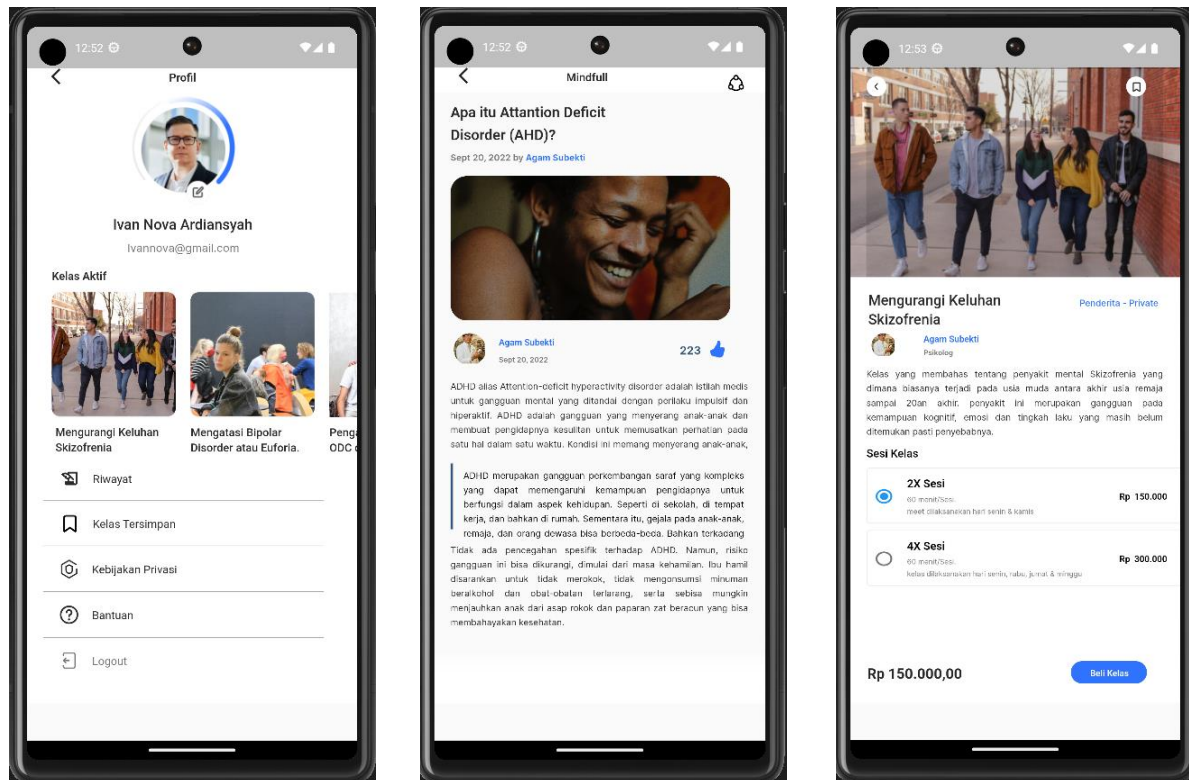 12:52
Profil
Ivan Nova Ardiansyah
Ivannova@gmail.com
Kelas Aktif
Mengurangi Keluhan
Skizofrenia
Mengatasi Bipolar
Disorder atau Euforia.
Penga
ODC
Riwayat
Kelas Tersimpan
Kebijakan Privasi
Bantuan
Logout
12:52
Mindfull
Apa itu Attantion Deficit
Disorder (AHD)?
Sept 20, 2022 by Agam Subekti
Agam Subekti
Sept 20, 2022
223
ADHD alias Attention-deficit hyperactivity disorder adalah istilah medis
untuk gangguan mental yang ditandai dengan perilaku impulsif dan
hiperaktif. ADHD adalah gangguan yang menyerang anak-anak dan
membuat pengidapnya kesulitan untuk memusatkan perhatian pada
satu hal dalam satu waktu. Kondisi ini memang menyerang anak-anak,
ADHD merupakan gangguan perkembangan saraf yang kompleks
yang dapat memengaruhi kemampuan pengidapnya untuk
berfungsi dalam aspek kehidupan. Seperti di sekolah, di tempat
kerja, dan bahkan di rumah. Sementara itu, gejala pada anak-anak,
remaja, dan orang dewasa bisa berbeda-beda. Bahkan terkadang
Tidak ada pencegahan spesifik terhadap ADHD. Namun, risiko
gangguan ini bisa dikurangi, dimulai dari masa kehamilan. Ibu hamil
disarankan untuk tidak merokok, tidak mengonsumsi minuman
beralkohol dan obat-obatan terlarang, serta sebisa mungkin
menjauhkan anak dari asap rokok dan paparan zat beracun yang bisa
membahayakan kesehatan.
12:53
Mengurangi Keluhan
Skizofrenia
Penderita - Private
Agam Subekti
Psikolog
Kelas yang membahas tentang penyakit mental Skizofrenia yang
dimana biasanya terjadi pada usia muda antara akhir usia remaja
sampai 20an akhir. penyakit ini merupakan gangguan pada
kemampuan kognitif, emosi dan tingkah laku yang masih belum
ditemukan pasti penyebabnya.
Sesi Kelas
2X Sesi
60 menit/Sesi.
meet dilaksanakan hari senin & kamis
Rp 150.000
4X Sesi
60 menit/Sesi.
kelas dilaksanakan hari senin, rabu, jumat & minggu
Rp 300.000
Rp 150.000,00
Beli Kelas